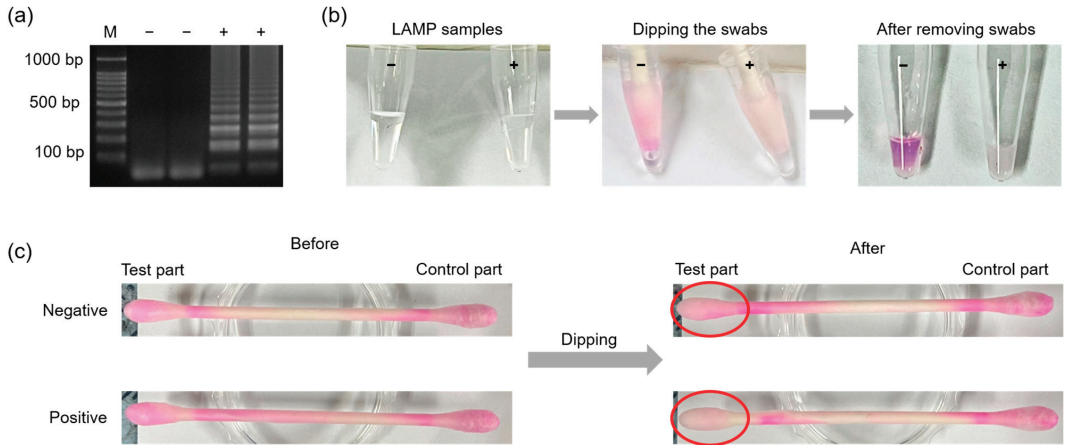 (a)
M − − + +
1000 bp
500 bp
100 bp
(b)
LAMP samples
− +
Dipping the swabs
− +
After removing swabs
− +
(c)
Before
Test part Control part
Negative
Positive
Dipping
After
Test part Control part